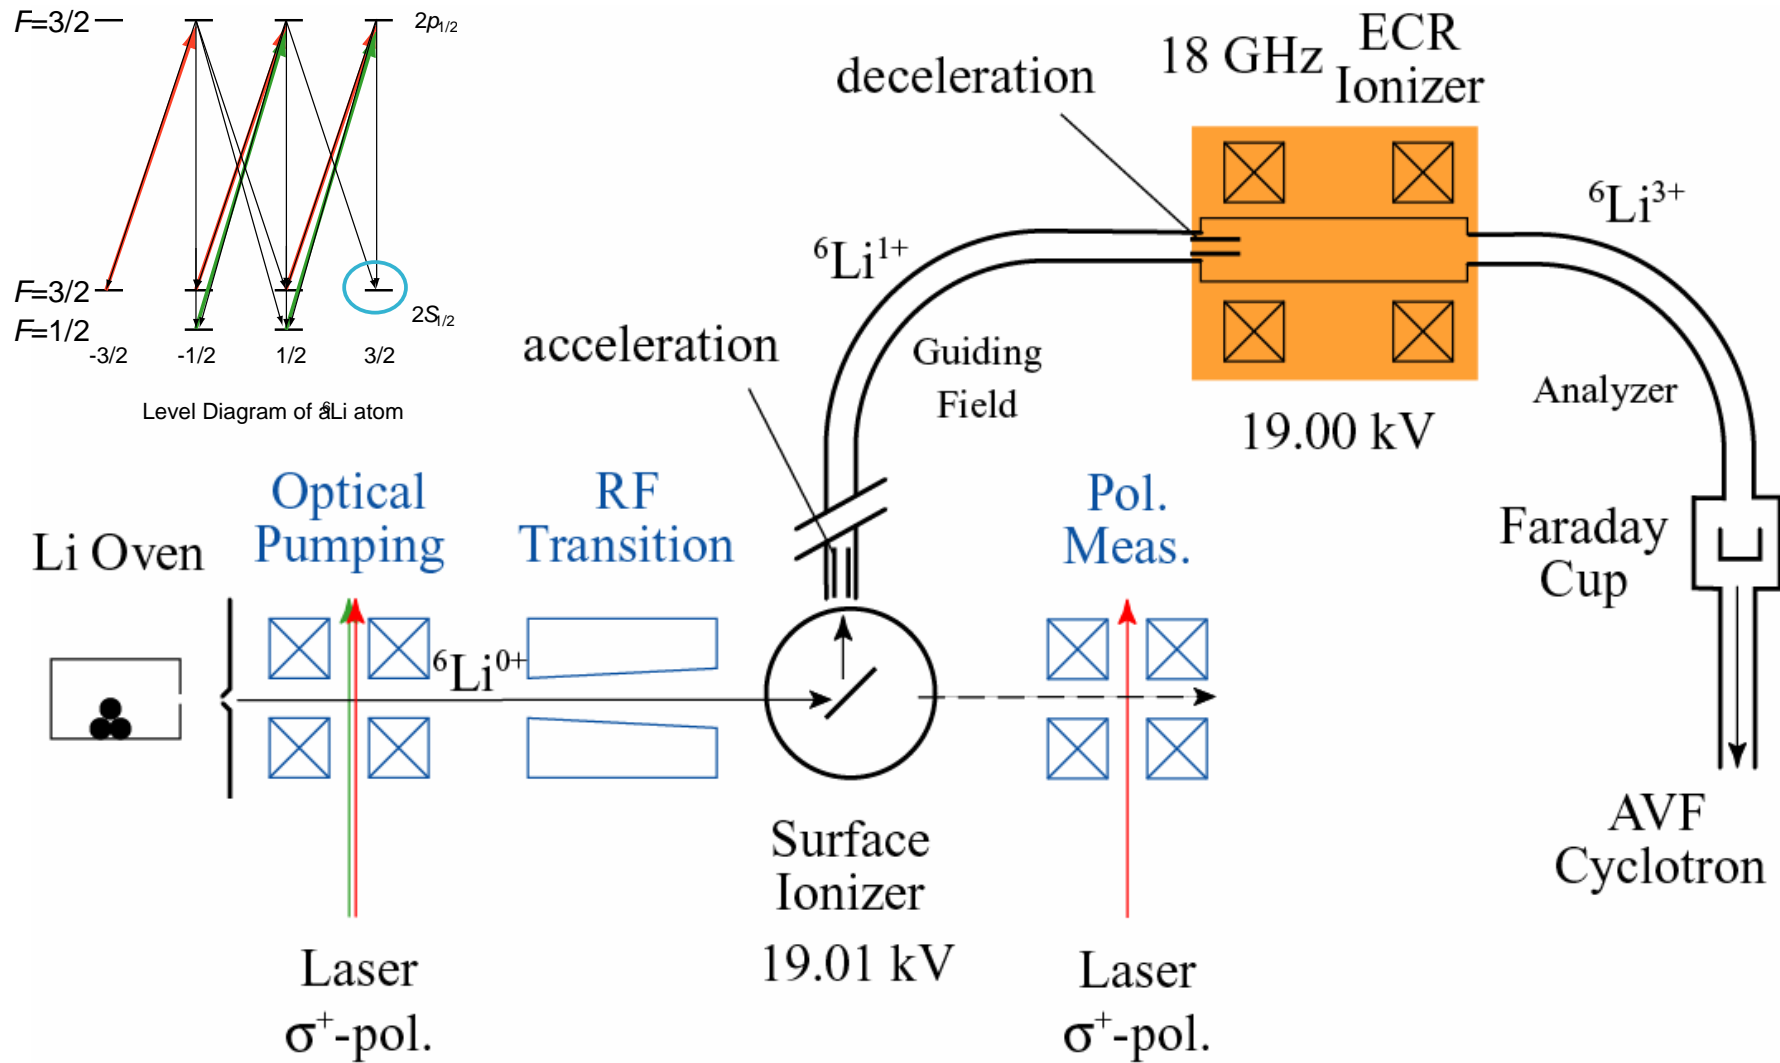 F=3/2
2p1/2
F=3/2
F=1/2
2S1/2
-3/2 -1/2 1/2 3/2
Level Diagram of a 6Li atom
deceleration
18 GHz
ECR
Ionizer
6Li1+
6Li3+
acceleration
Guiding
Field
Analyzer
19.00 kV
Li Oven
Optical
Pumping
RF
Transition
Pol.
Meas.
Faraday
Cup
6Li0+
Surface
Ionizer
19.01 kV
Laser
σ+-pol.
Laser
σ+-pol.
AVF
Cyclotron